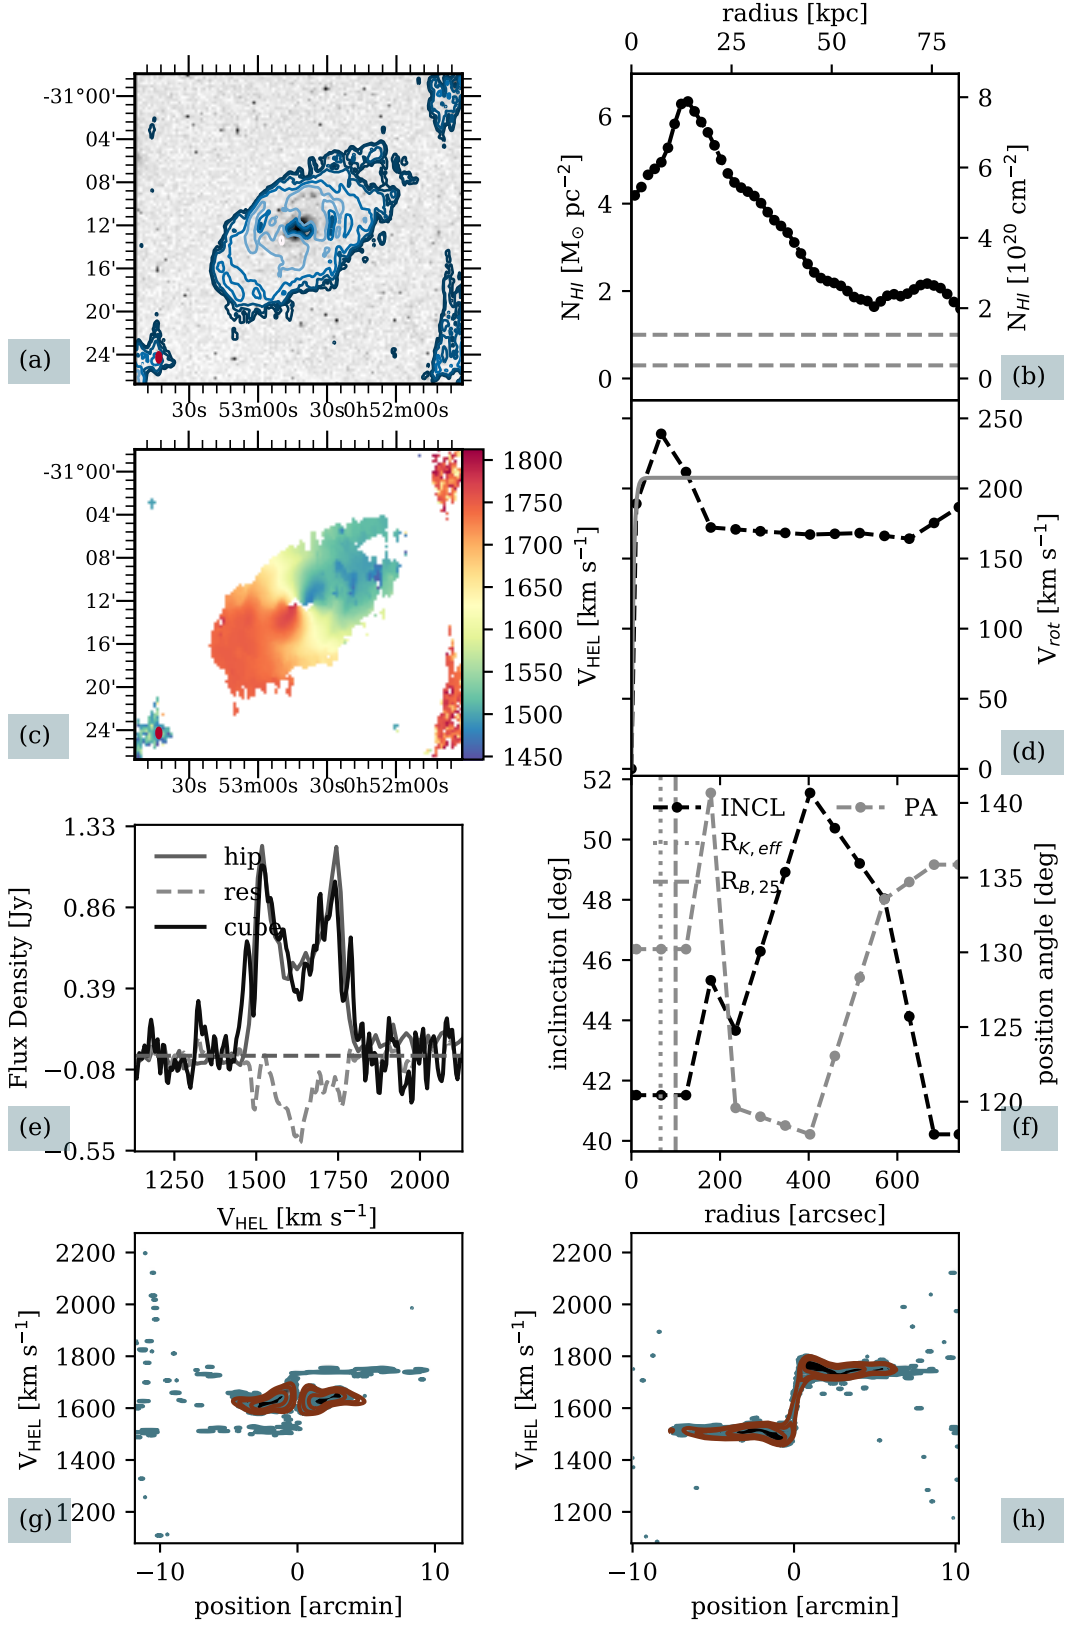 radius [kpc]
0 25 50 75
-31°00'
04'
08'
12'
16'
20'
24'
(a)
30s 53m00s 30s 0h52m00s
6
4
2
0
N_HI [M⊙ pc⁻²]
8
6
4
2
0
N_HI [10²⁰ cm⁻²]
(b)
-31°00'
04'
08'
12'
16'
20'
24'
(c)
30s 53m00s 30s 0h52m00s
1800
1750
1700
1650
1600
1550
1500
1450
V_HEL [km s⁻¹]
250
200
150
100
50
0
V_rot [km s⁻¹]
(d)
1.33
0.86
0.39
−0.08
−0.55
Flux Density [Jy]
hip
res
cube
(e)
1250 1500 1750 2000
V_HEL [km s⁻¹]
52
50
48
46
44
42
40
inclincation [deg]
INCL
PA
R_K,eff
R_B,25
140
135
130
125
120
position angle [deg]
(f)
0 200 400 600
radius [arcsec]
2200
2000
1800
1600
1400
1200
V_HEL [km s⁻¹]
(g)
−10 0 10
position [arcmin]
2200
2000
1800
1600
1400
1200
V_HEL [km s⁻¹]
(h)
−10 0 10
position [arcmin]